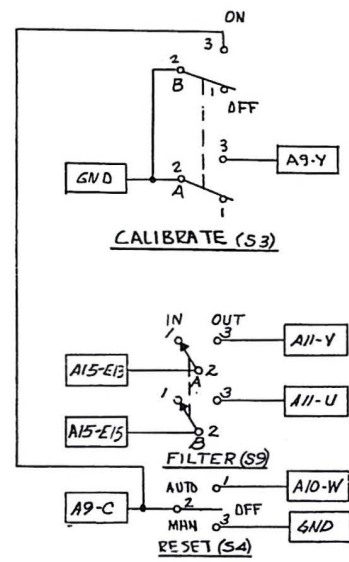 ON
3
2
B
1
OFF
3
GND
2
A
A9-Y
1
CALIBRATE (S3)
IN
OUT
1
3
A11-V
A15-E13
2
A
1
3
A11-U
A15-E15
2
B
FILTER (S9)
AUTO
1
A10-W
A9-C
2
OFF
MAN
3
GND
RESET (S4)